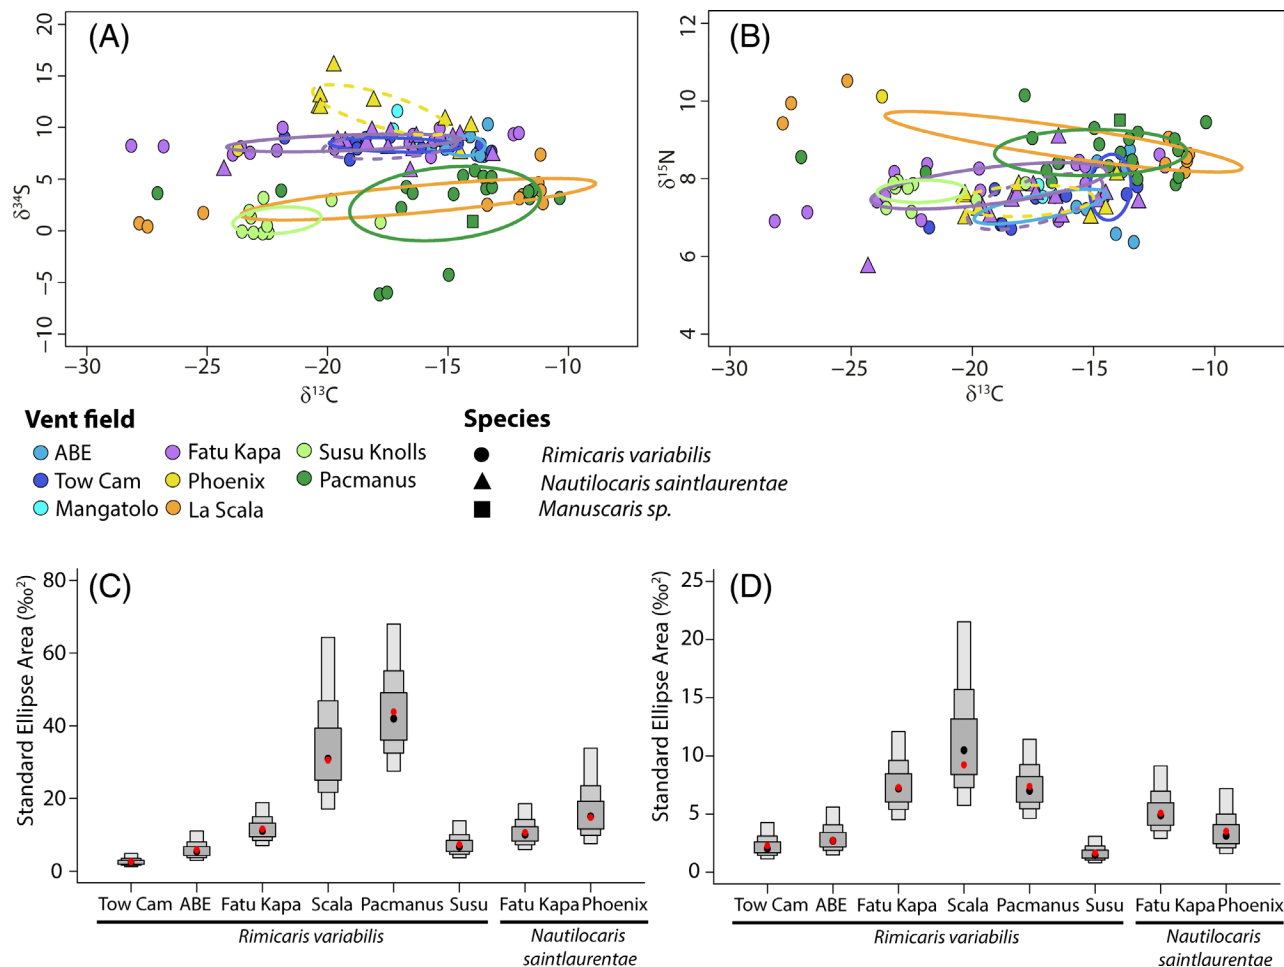 (A)
20
15
10
5
0
−5
−10
δ³⁴S
−30
−25
−20
−15
−10
δ¹³C
(B)
12
10
8
6
4
δ¹⁵N
−30
−25
−20
−15
−10
δ¹³C
Vent field
ABE
Fatu Kapa
Susu Knolls
Tow Cam
Phoenix
Pacmanus
Mangatolo
La Scala
Species
Rimicaris variabilis
Nautilocaris saintlaurentae
Manuscaris sp.
(C)
80
60
40
20
0
Standard Ellipse Area (‰²)
Tow Cam ABE Fatu Kapa Scala Pacmanus Susu Fatu Kapa Phoenix
Rimicaris variabilis
Nautilocaris
saintlaurentae
(D)
25
20
15
10
5
0
Standard Ellipse Area (‰²)
Tow Cam ABE Fatu Kapa Scala Pacmanus Susu Fatu Kapa Phoenix
Rimicaris variabilis
Nautilocaris
saintlaurentae